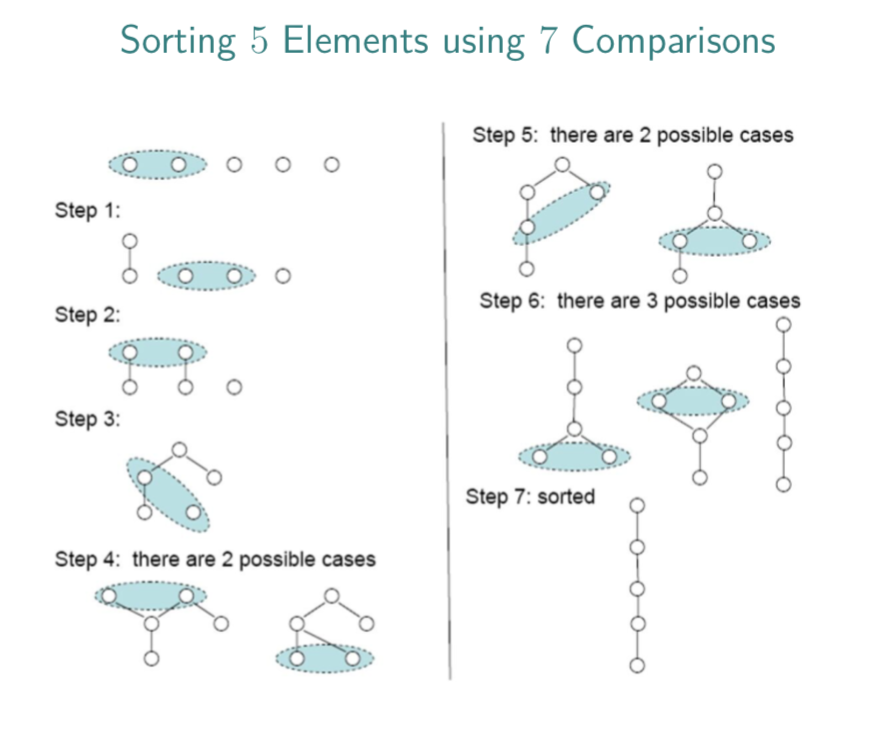 Sorting 5 Elements using 7 Comparisons
Step 1:
Step 2:
Step 3:
Step 4: there are 2 possible cases
Step 5: there are 2 possible cases
Step 6: there are 3 possible cases
Step 7: sorted